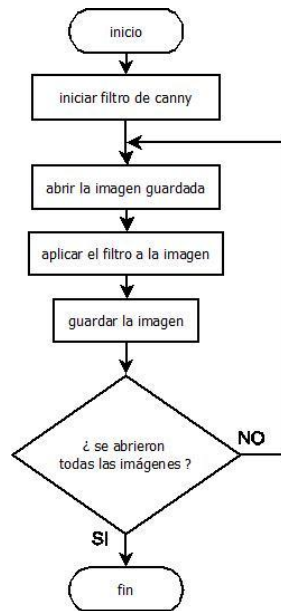 inicio
iniciar filtro de canny
abrir la imagen guardada
aplicar el filtro a la imagen
guardar la imagen
¿ se abrieron
todas las imágenes ?
NO
SI
fin